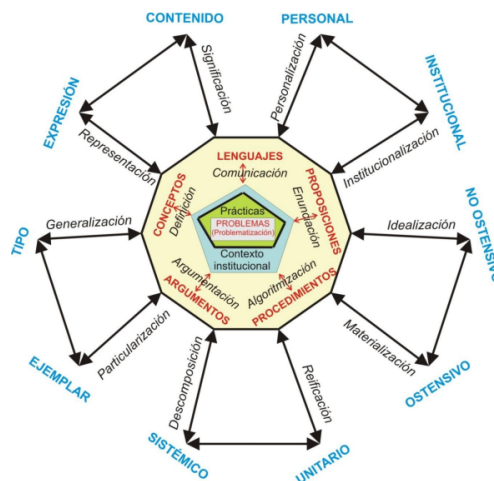 CONTENIDO
PERSONAL
Significación
Personalización
EXPRESIÓN
INSTITUCIONAL
Representación
Institucionalización
LENGUAJES
Comunicación
CONCEPTOS
Definición
PROPOSICIONES
Enunciación
Prácticas
PROBLEMAS
(Problematización)
Contexto
institucional
TIPO
Generalización
Idealización
NO OSTENSIVO
Argumentación
ARGUMENTOS
Algoritmización
PROCEDIMIENTOS
EJEMPLAR
Particularización
Materialización
OSTENSIVO
Descomposición
Reificación
SISTÉMICO
UNITARIO